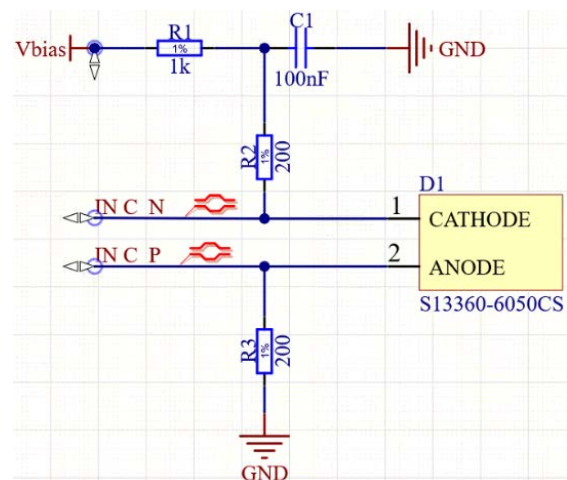 R1
C1
Vbias
1%
GND
1k
100nF
R2
1%
200
D1
IN C N
1
CATHODE
IN C P
2
ANODE
S13360-6050CS
R3
1%
200
GND